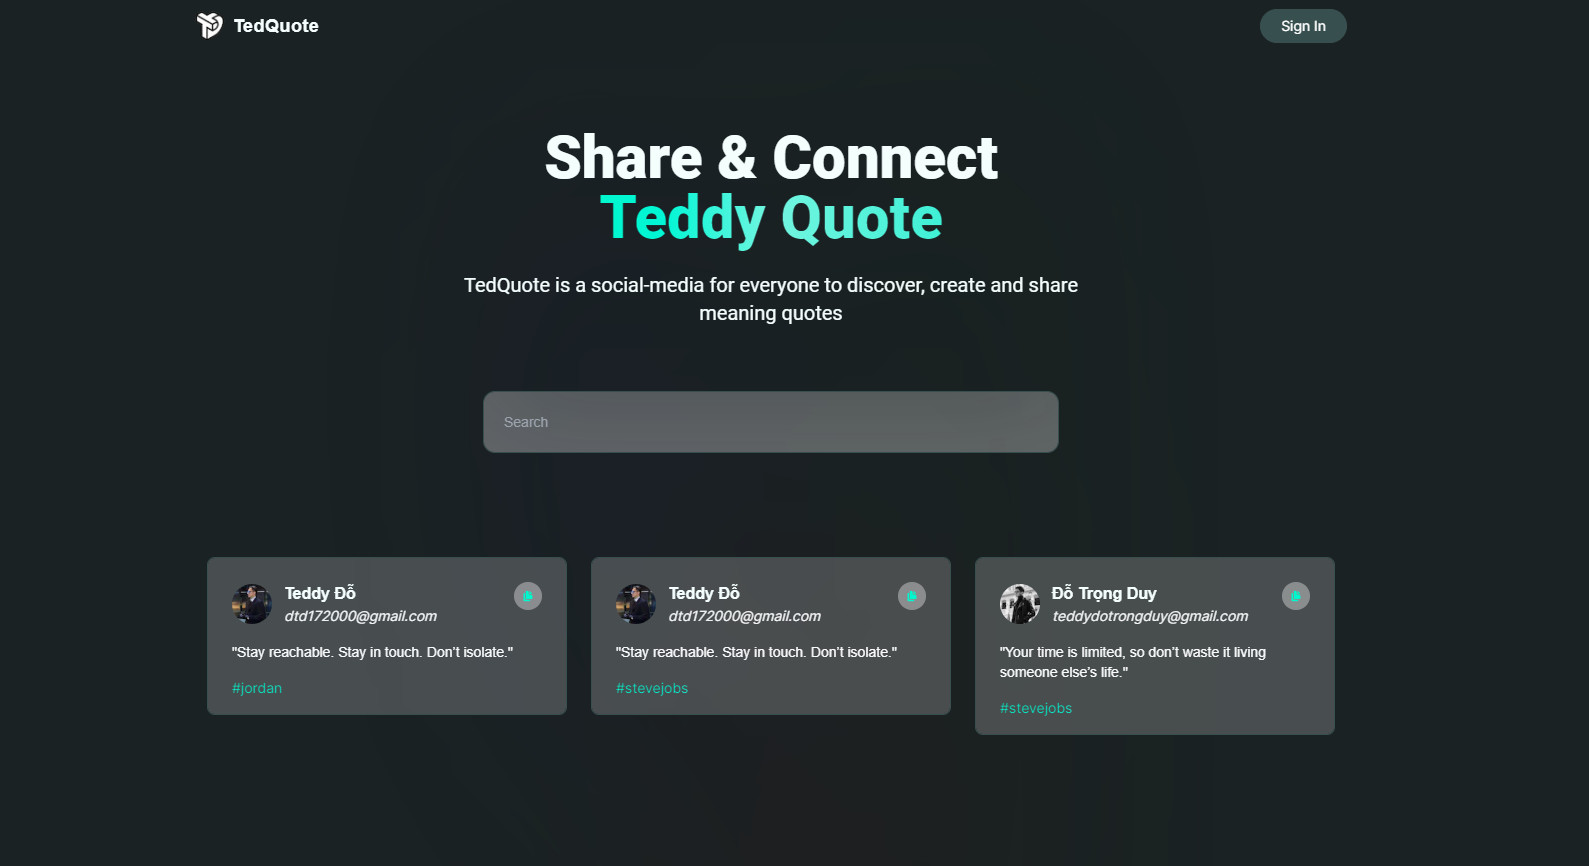 TedQuote
Sign In
Share & Connect
Teddy Quote
TedQuote is a social-media for everyone to discover, create and share
meaning quotes
Search
Teddy Đỗ
dtd172000@gmail.com
"Stay reachable. Stay in touch. Don't isolate."
#jordan
Teddy Đỗ
dtd172000@gmail.com
"Stay reachable. Stay in touch. Don't isolate."
#stevejobs
Đỗ Trọng Duy
teddydotrongduy@gmail.com
"Your time is limited, so don't waste it living
someone else's life."
#stevejobs